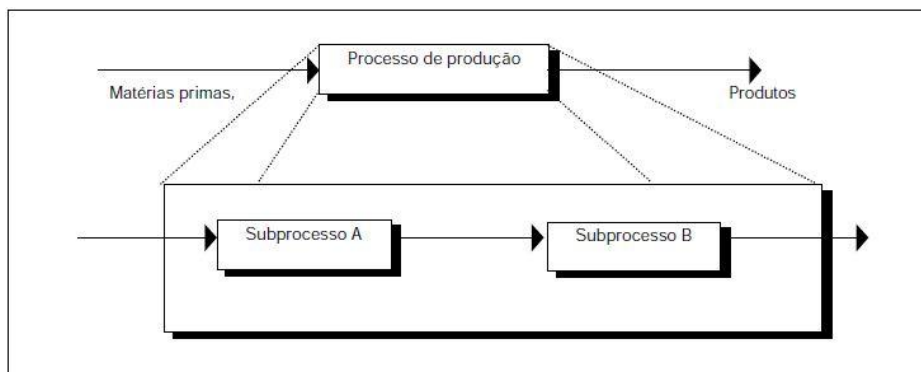 Processo de produção
Matérias primas,
Produtos
Subprocesso A
Subprocesso B